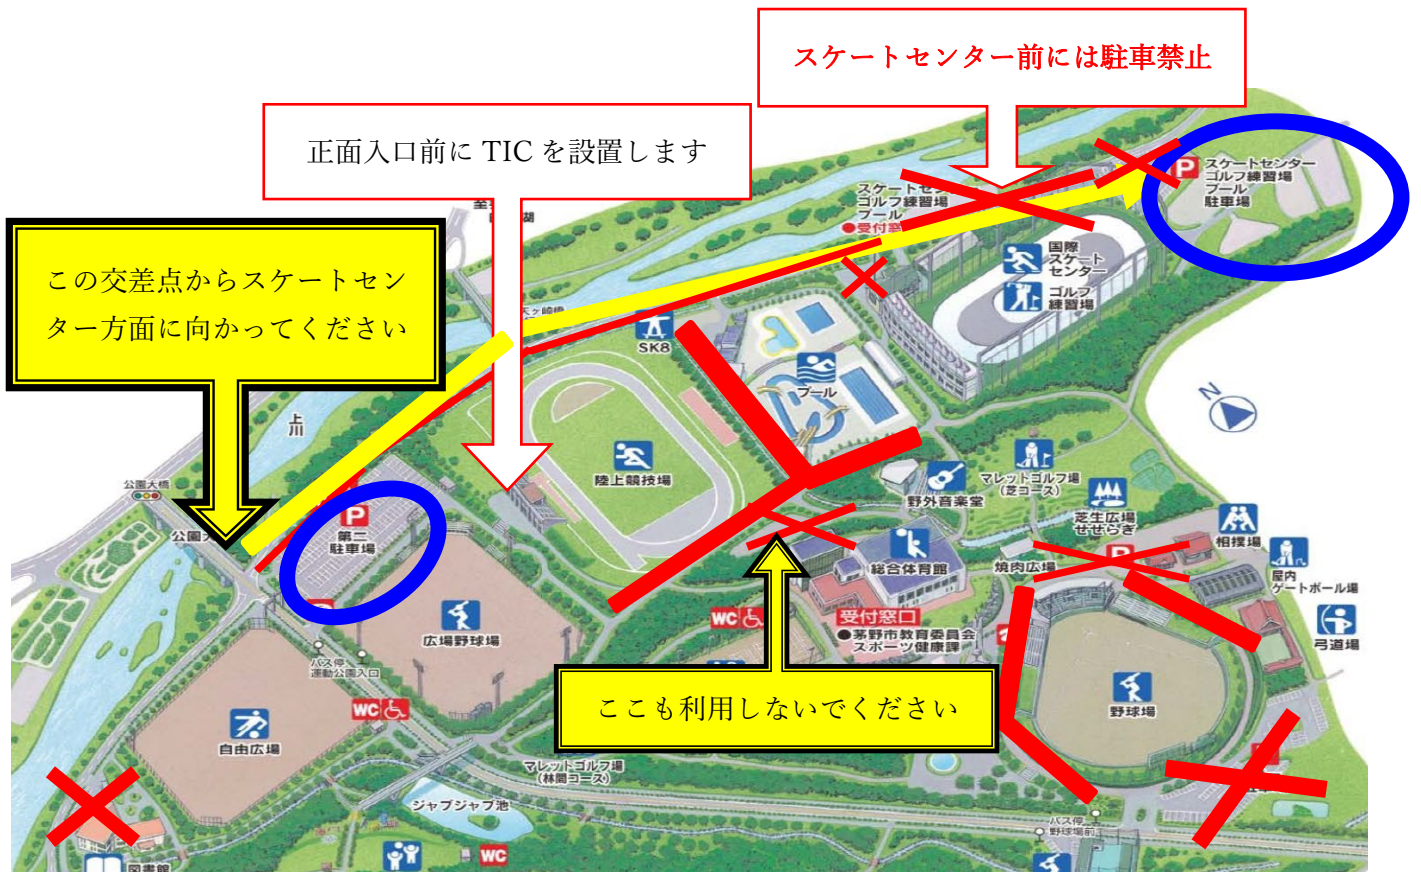 スケートセンター前には駐車禁止
正面入口前に TIC を設置します
この交差点からスケートセン
ター方面に向かってください
P
スケートセンター
ゴルフ練習場
プール
駐車場
ゴルフ練習場
プール
●受付窓
国際
スケート
センター
ゴルフ
練習場
SK8
プール
N
上川
公園大橋
陸上競技場
野外音楽堂
マレットゴルフ場
(芝コース)
芝生広場
せせらぎ
相撲場
屋内
ゲートボール場
弓道場
P
第二
駐車場
広場野球場
総合体育館
焼肉広場
受付窓口
●茅野市教育委員会
スポーツ健康課
WC
バス停
運動公園入口
WC
自由広場
ここも利用しないでください
野球場
マレットゴルフ場
(林間コース)
ジャブジャブ池
バス停
野球場前
WC
図書館